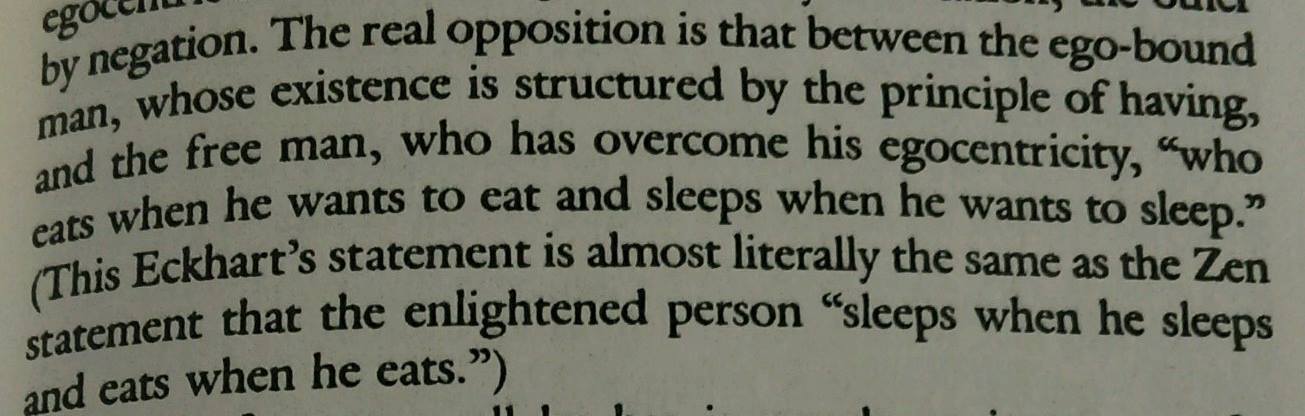 by negation. The real opposition is that between the ego-bound
man, whose existence is structured by the principle of having,
and the free man, who has overcome his egocentricity, “who
eats when he wants to eat and sleeps when he wants to sleep.”
(This Eckhart’s statement is almost literally the same as the Zen
statement that the enlightened person “sleeps when he sleeps
and eats when he eats.”)